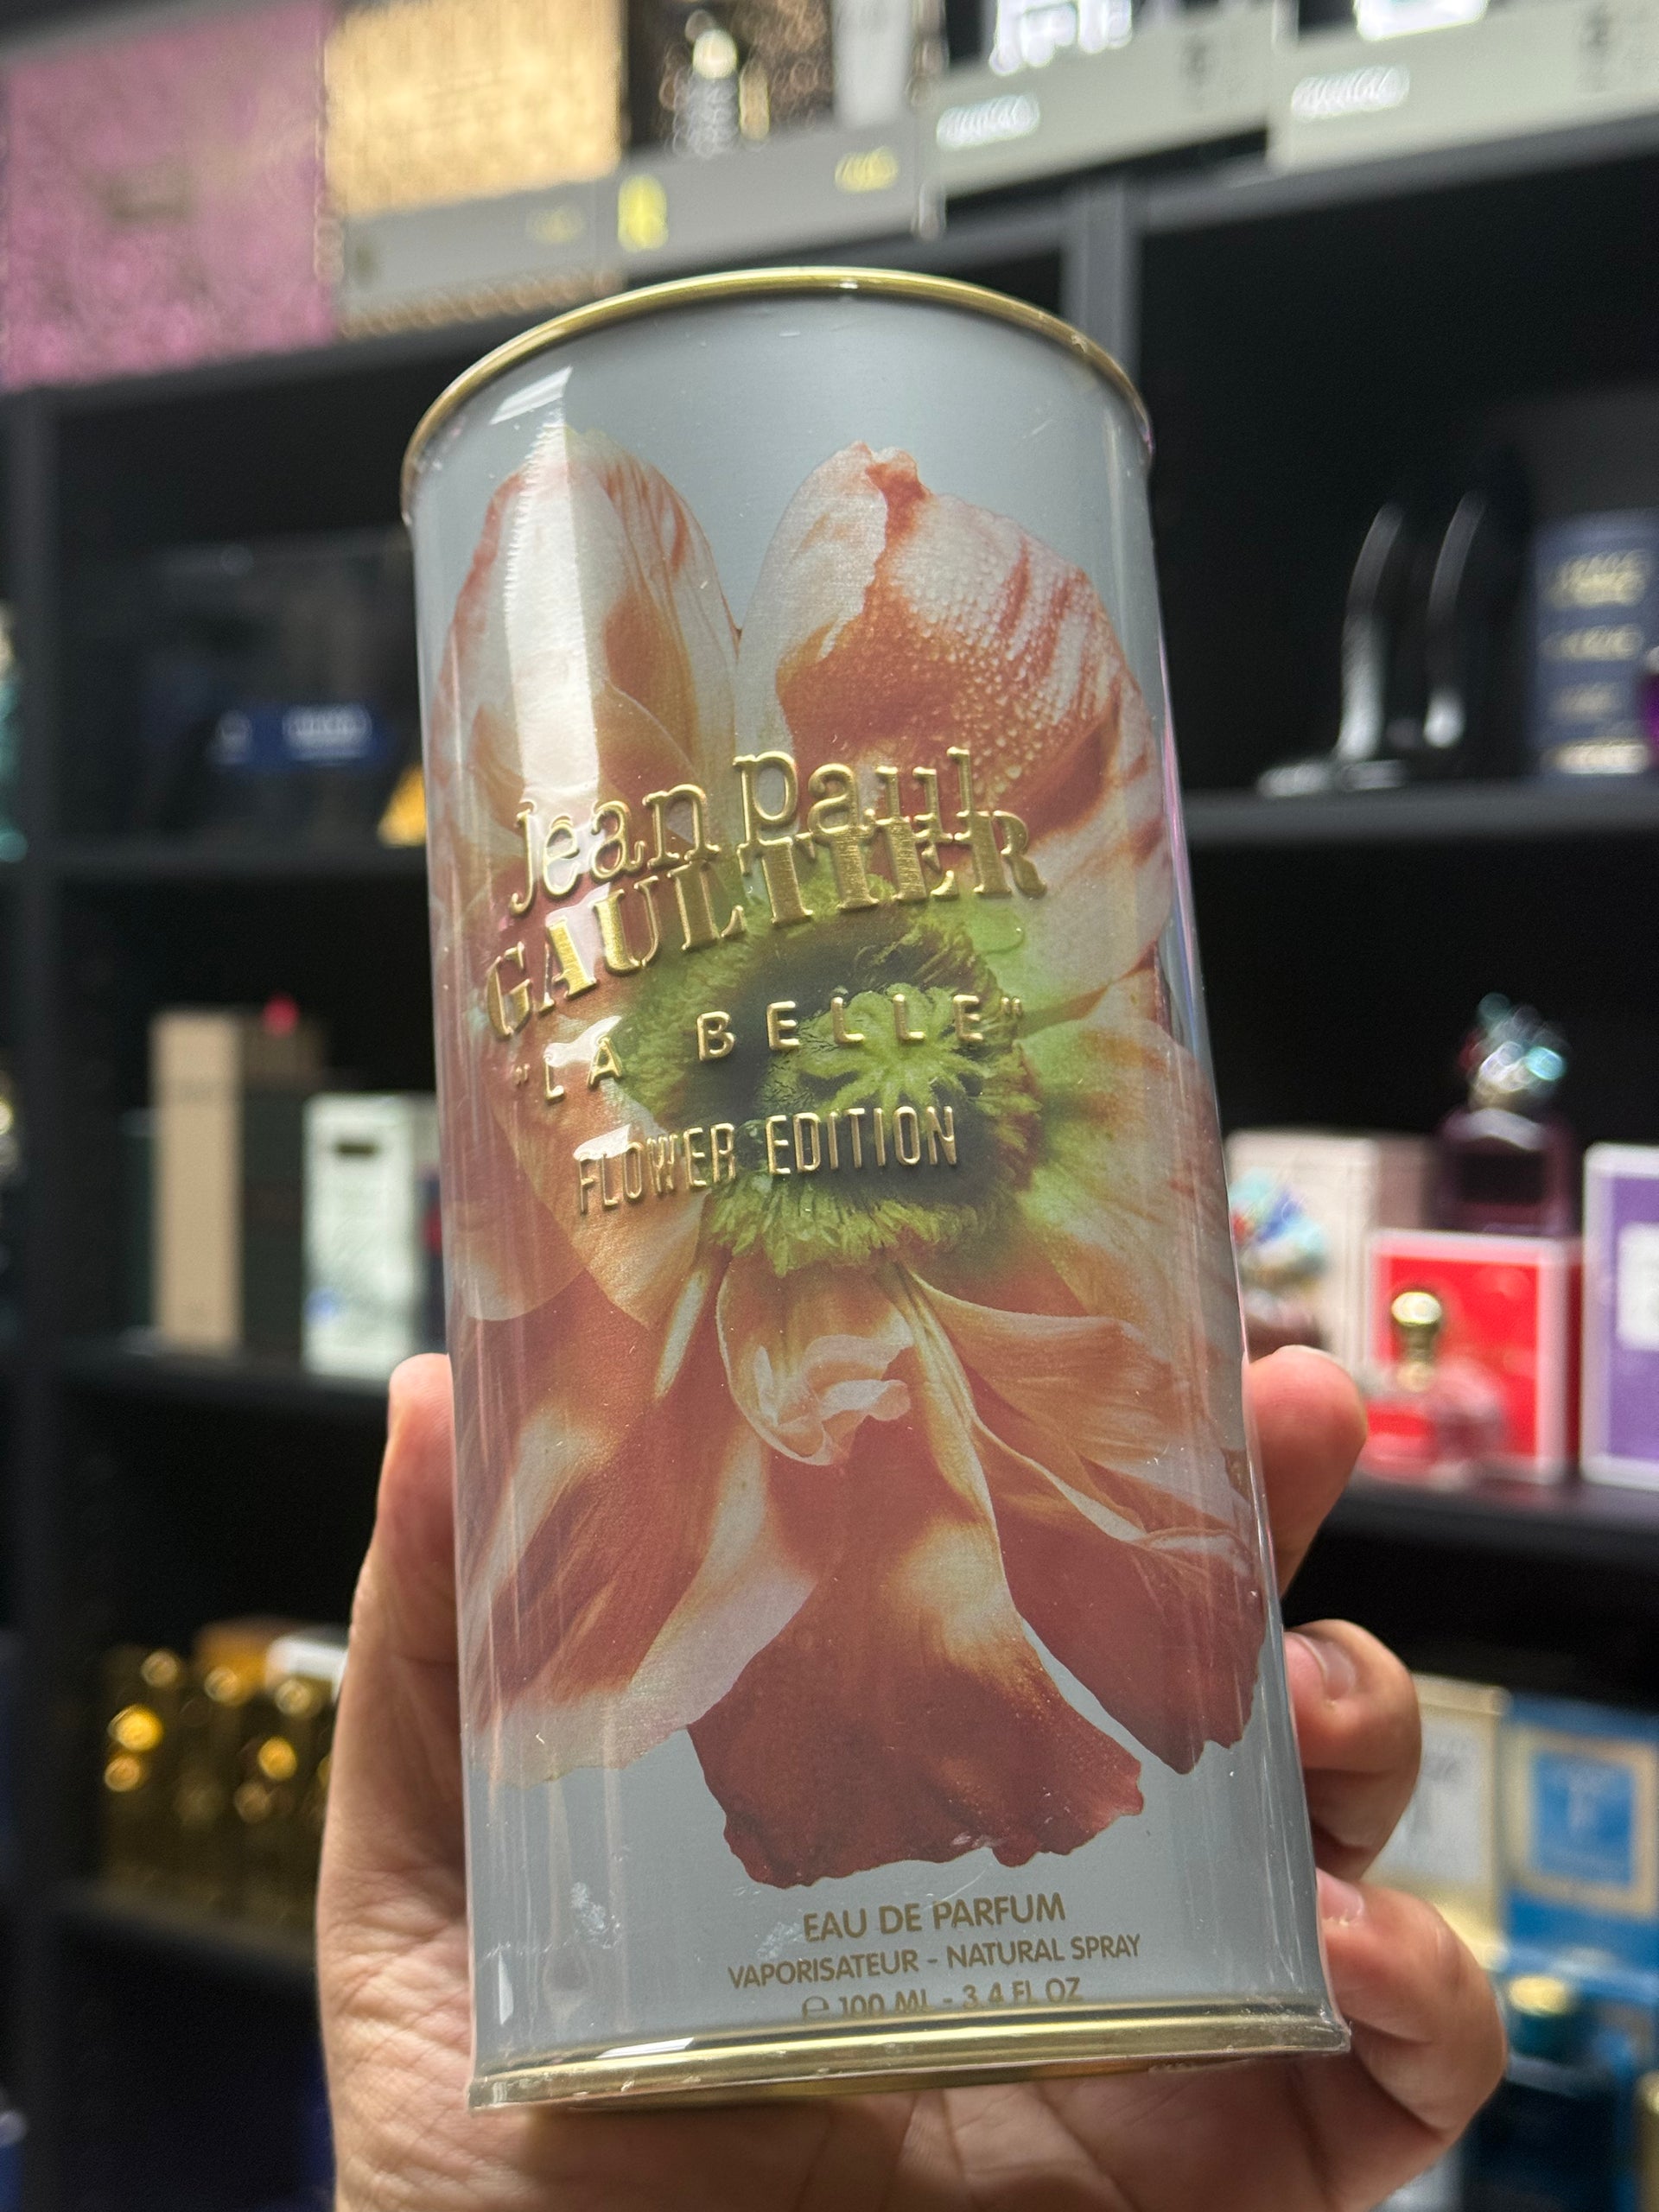 Jean Paul
GAULTIER
"LA BELLE"
FLOWER EDITION
EAU DE PARFUM
VAPORISATEUR - NATURAL SPRAY
℮ 100 ML - 3.4 FL OZ